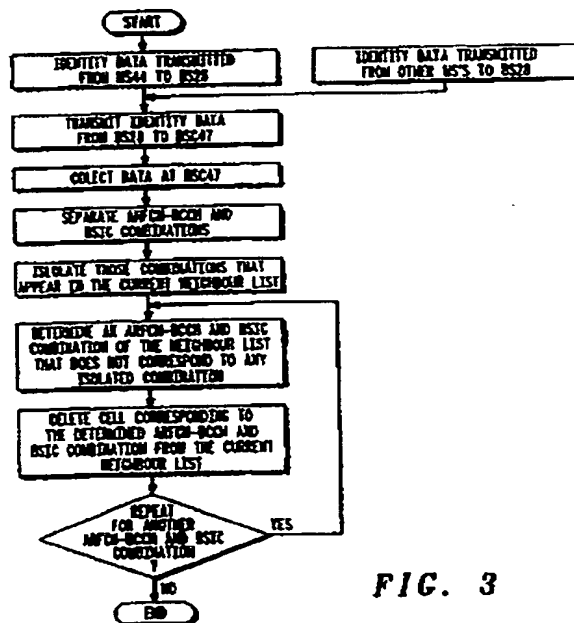 START
IDENTITY DATA TRANSMITTED
FROM MS44 TO BS28
IDENTITY DATA TRANSMITTED
FROM OTHER MS'S TO BS28
TRANSMIT IDENTITY DATA
FROM BS28 TO BSC47
COLECT DATA AT BSC47
SEPARATE ARFCN-BCCH AND
BSIC COMBINATIONS
ISLOLATE THOSE COMBINATIONS THAT
APPEAR IN THE CURRENT NEIGHBOUR LIST
DETERMINE AN ARFCN-BCCH AND BSIC
COMBINATION OF THE NEIGHBOUR LIST
THAT DOES NOT CORRESPOND TO ANY
ISOLATED COMBINATION
DELETE CELL CORRESPONDING TO
THE DETERMINED ARFCN-BCCH AND
BSIC COMBINATION FROM THE CURRENT
NEIGHBOUR LIST
REPEAT
FOR ANOTHER
ARFCN-BCCH AND BSIC
COMBINATION
?
YES
NO
END
FIG. 3